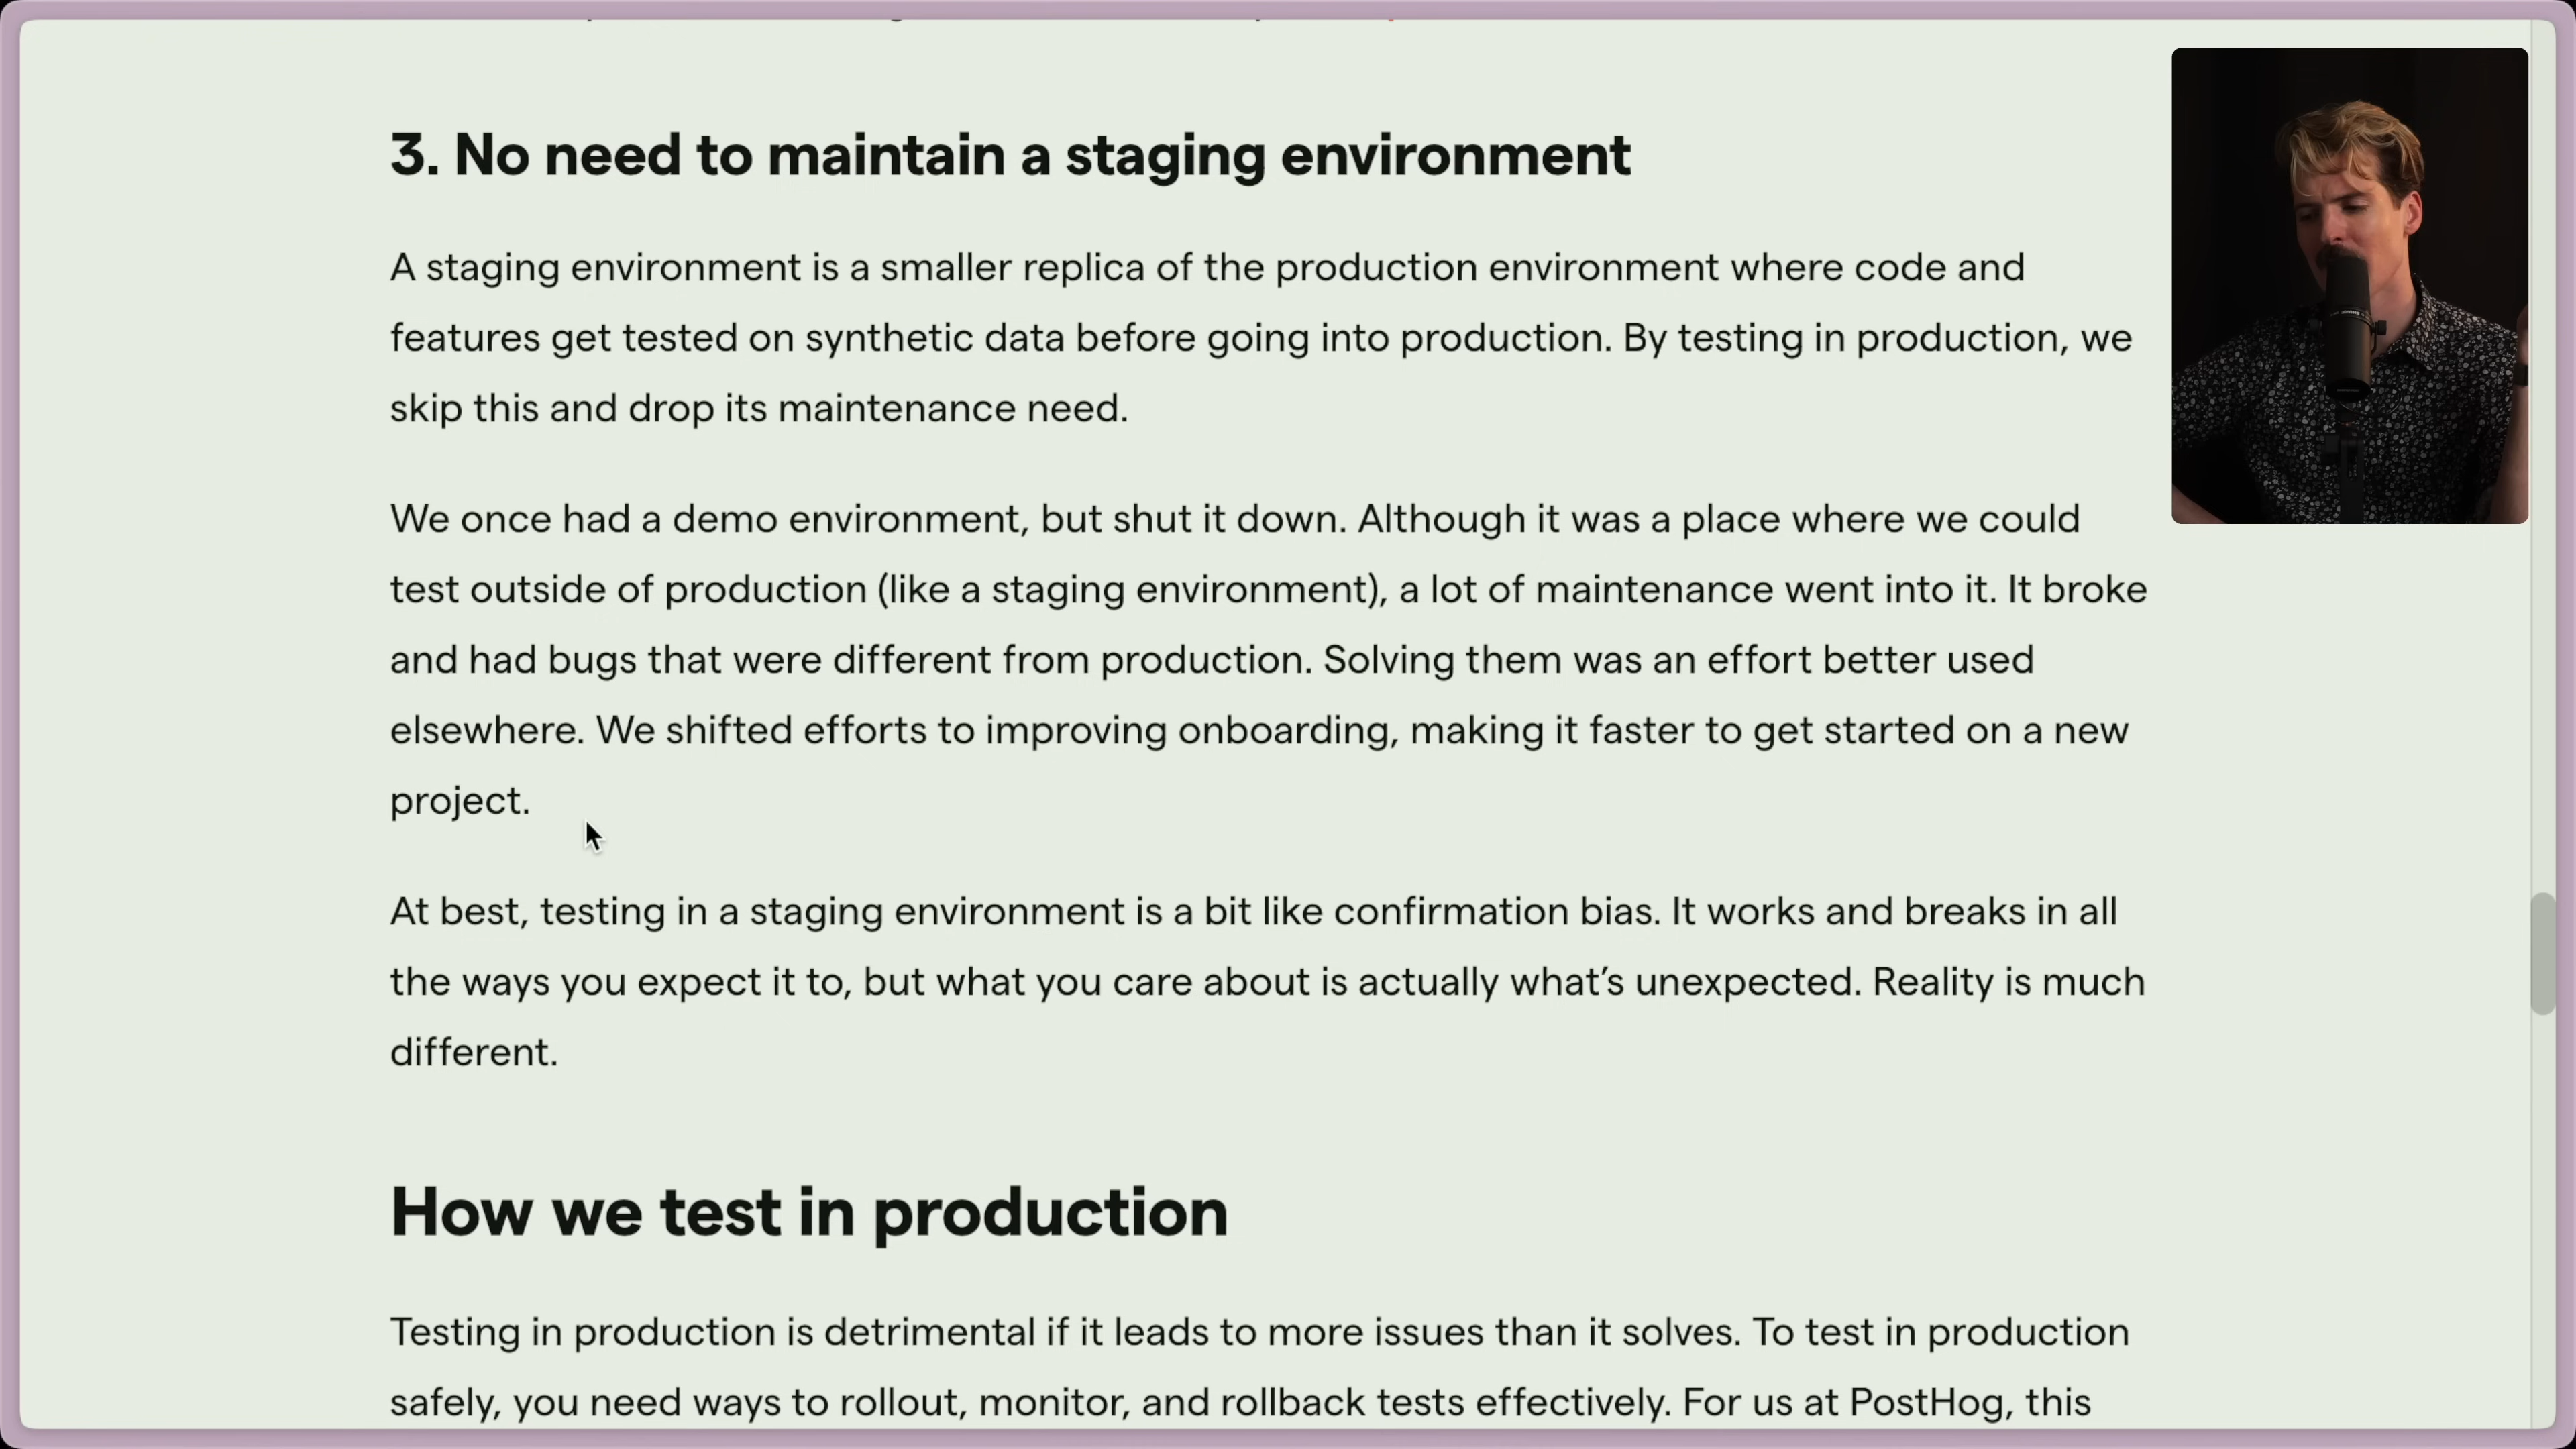 3. No need to maintain a staging environment
A staging environment is a smaller replica of the production environment where code and
features get tested on synthetic data before going into production. By testing in production, we
skip this and drop its maintenance need.
We once had a demo environment, but shut it down. Although it was a place where we could
test outside of production (like a staging environment), a lot of maintenance went into it. It broke
and had bugs that were different from production. Solving them was an effort better used
elsewhere. We shifted efforts to improving onboarding, making it faster to get started on a new
project.
At best, testing in a staging environment is a bit like confirmation bias. It works and breaks in all
the ways you expect it to, but what you care about is actually what’s unexpected. Reality is much
different.
How we test in production
Testing in production is detrimental if it leads to more issues than it solves. To test in production
safely, you need ways to rollout, monitor, and rollback tests effectively. For us at PostHog, this